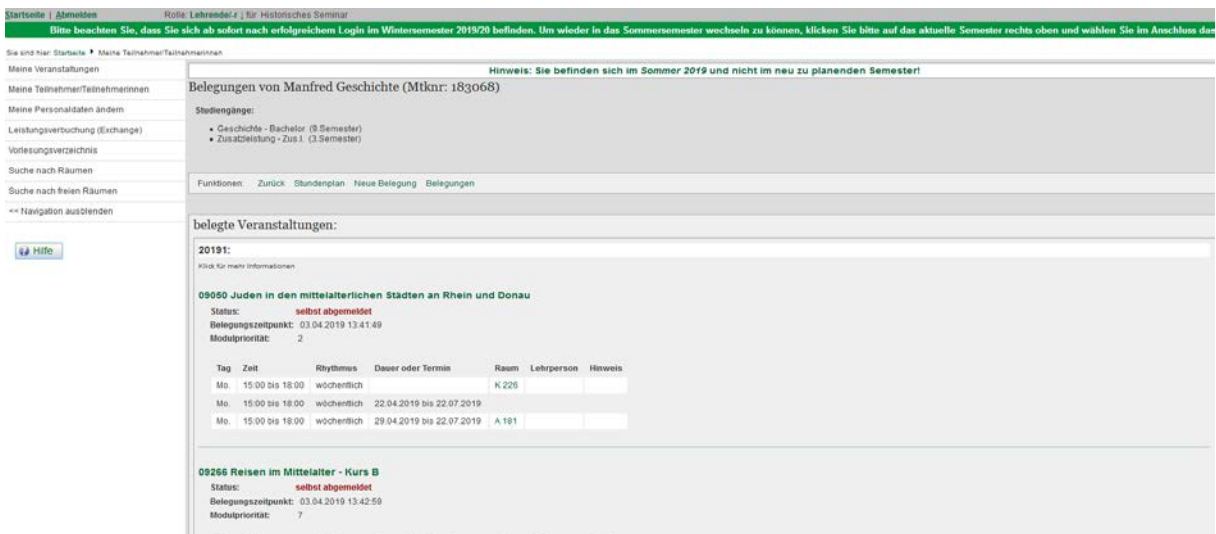 Startseite | Abmelden Rolle: Lehrende/-r | für Historisches Seminar
Bitte beachten Sie, dass Sie sich ab sofort nach erfolgreichem Login im Wintersemester 2019/20 befinden. Um wieder in das Sommersemester wechseln zu können, klicken Sie bitte auf das aktuelle Semester rechts oben und wählen Sie im Anschluss das
Sie sind hier: Startseite Meine Teilnehmer/Teilnehmerinnen
Meine Veranstaltungen
Meine Teilnehmer/Teilnehmerinnen
Meine Personaldaten ändern
Leistungsverbuchung (Exchange)
Vorlesungsverzeichnis
Suche nach Räumen
Suche nach freien Räumen
<< Navigation ausblenden
Hilfe
Hinweis: Sie befinden sich im Sommer 2019 und nicht im neu zu planenden Semester!
Belegungen von Manfred Geschichte (Mtknr: 183068)
Studiengänge:
• Geschichte - Bachelor (9.Semester)
• Zusatzleistung - Zus.l. (3.Semester)
Funktionen: Zurück Stundenplan Neue Belegung Belegungen
belegte Veranstaltungen:
20191:
Klick für mehr Informationen
09050 Juden in den mittelalterlichen Städten an Rhein und Donau
Status: selbst abgemeldet
Belegungszeitpunkt: 03.04.2019 13:41:49
Modulpriorität: 2
Tag Zeit Rhythmus Dauer oder Termin Raum Lehrperson Hinweis
Mo. 15:00 bis 18:00 wöchentlich K 226
Mo. 15:00 bis 18:00 wöchentlich 22.04.2019 bis 22.07.2019
Mo. 15:00 bis 18:00 wöchentlich 29.04.2019 bis 22.07.2019 A 181
09266 Reisen im Mittelalter - Kurs B
Status: selbst abgemeldet
Belegungszeitpunkt: 03.04.2019 13:42:59
Modulpriorität: 7